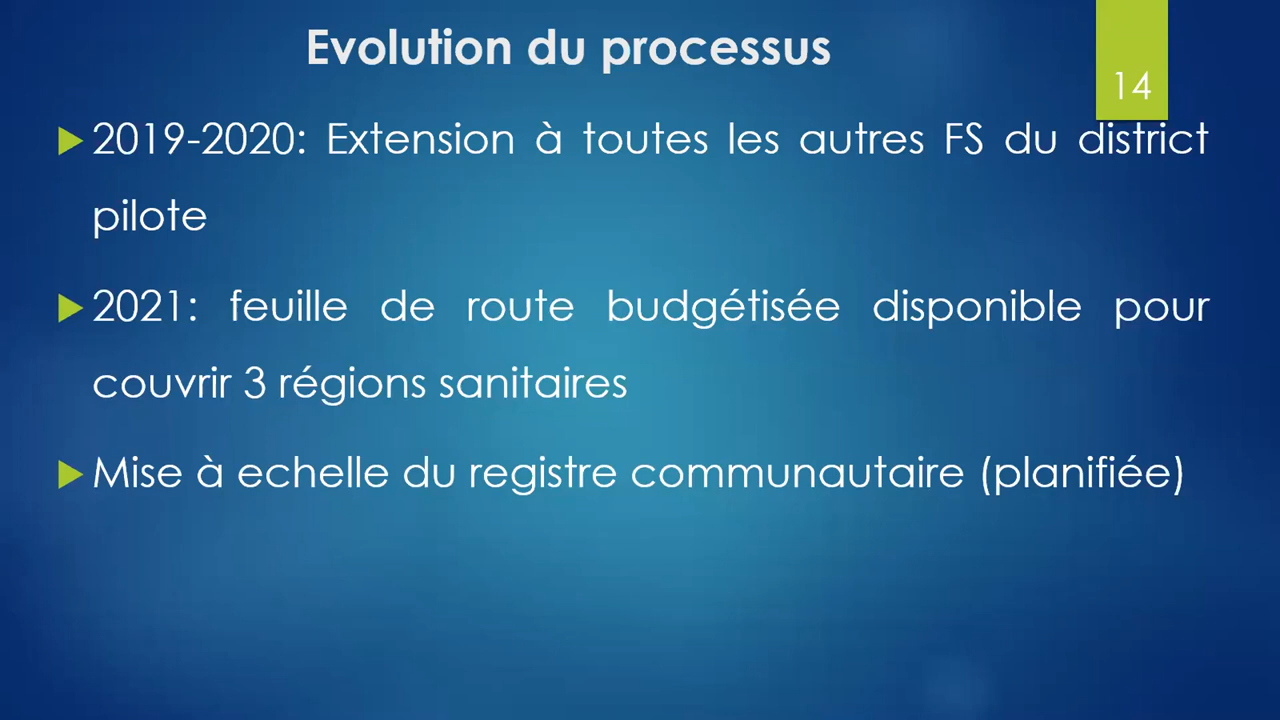 Evolution du processus
14
2019-2020: Extension à toutes les autres FS du district
pilote
2021: feuille de route budgétisée disponible pour
couvrir 3 régions sanitaires
Mise à echelle du registre communautaire (planifiée)